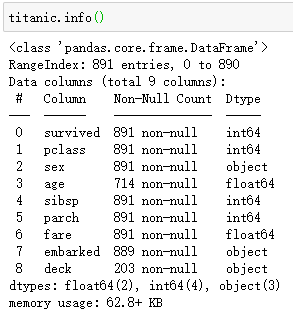 titanic.info()
<class 'pandas.core.frame.DataFrame'>
RangeIndex: 891 entries, 0 to 890
Data columns (total 9 columns):
 #   Column    Non-Null Count  Dtype
---  ------    --------------  -----
 0   survived  891 non-null    int64
 1   pclass    891 non-null    int64
 2   sex       891 non-null    object
 3   age       714 non-null    float64
 4   sibsp     891 non-null    int64
 5   parch     891 non-null    int64
 6   fare      891 non-null    float64
 7   embarked  889 non-null    object
 8   deck      203 non-null    object
dtypes: float64(2), int64(4), object(3)
memory usage: 62.8+ KB